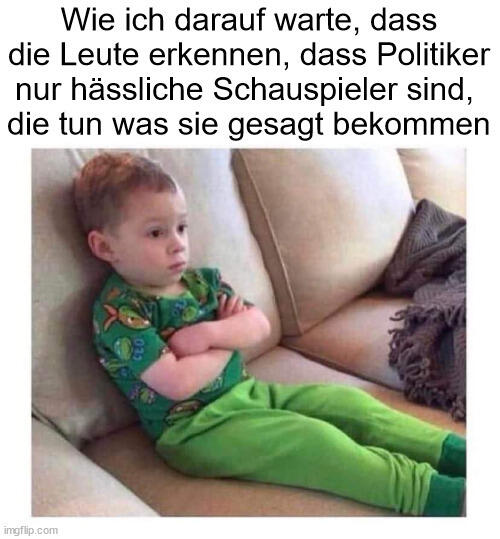 Wie ich darauf warte, dass
die Leute erkennen, dass Politiker
nur hässliche Schauspieler sind,
die tun was sie gesagt bekommen
imgflip.com